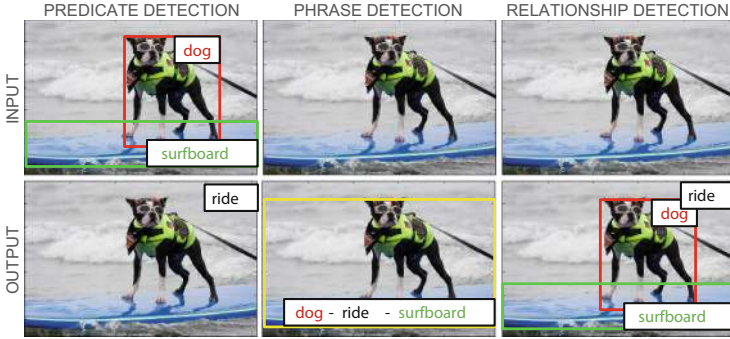 PREDICATE DETECTION
PHRASE DETECTION
RELATIONSHIP DETECTION
INPUT
dog
surfboard
OUTPUT
ride
dog - ride - surfboard
ride
dog
surfboard